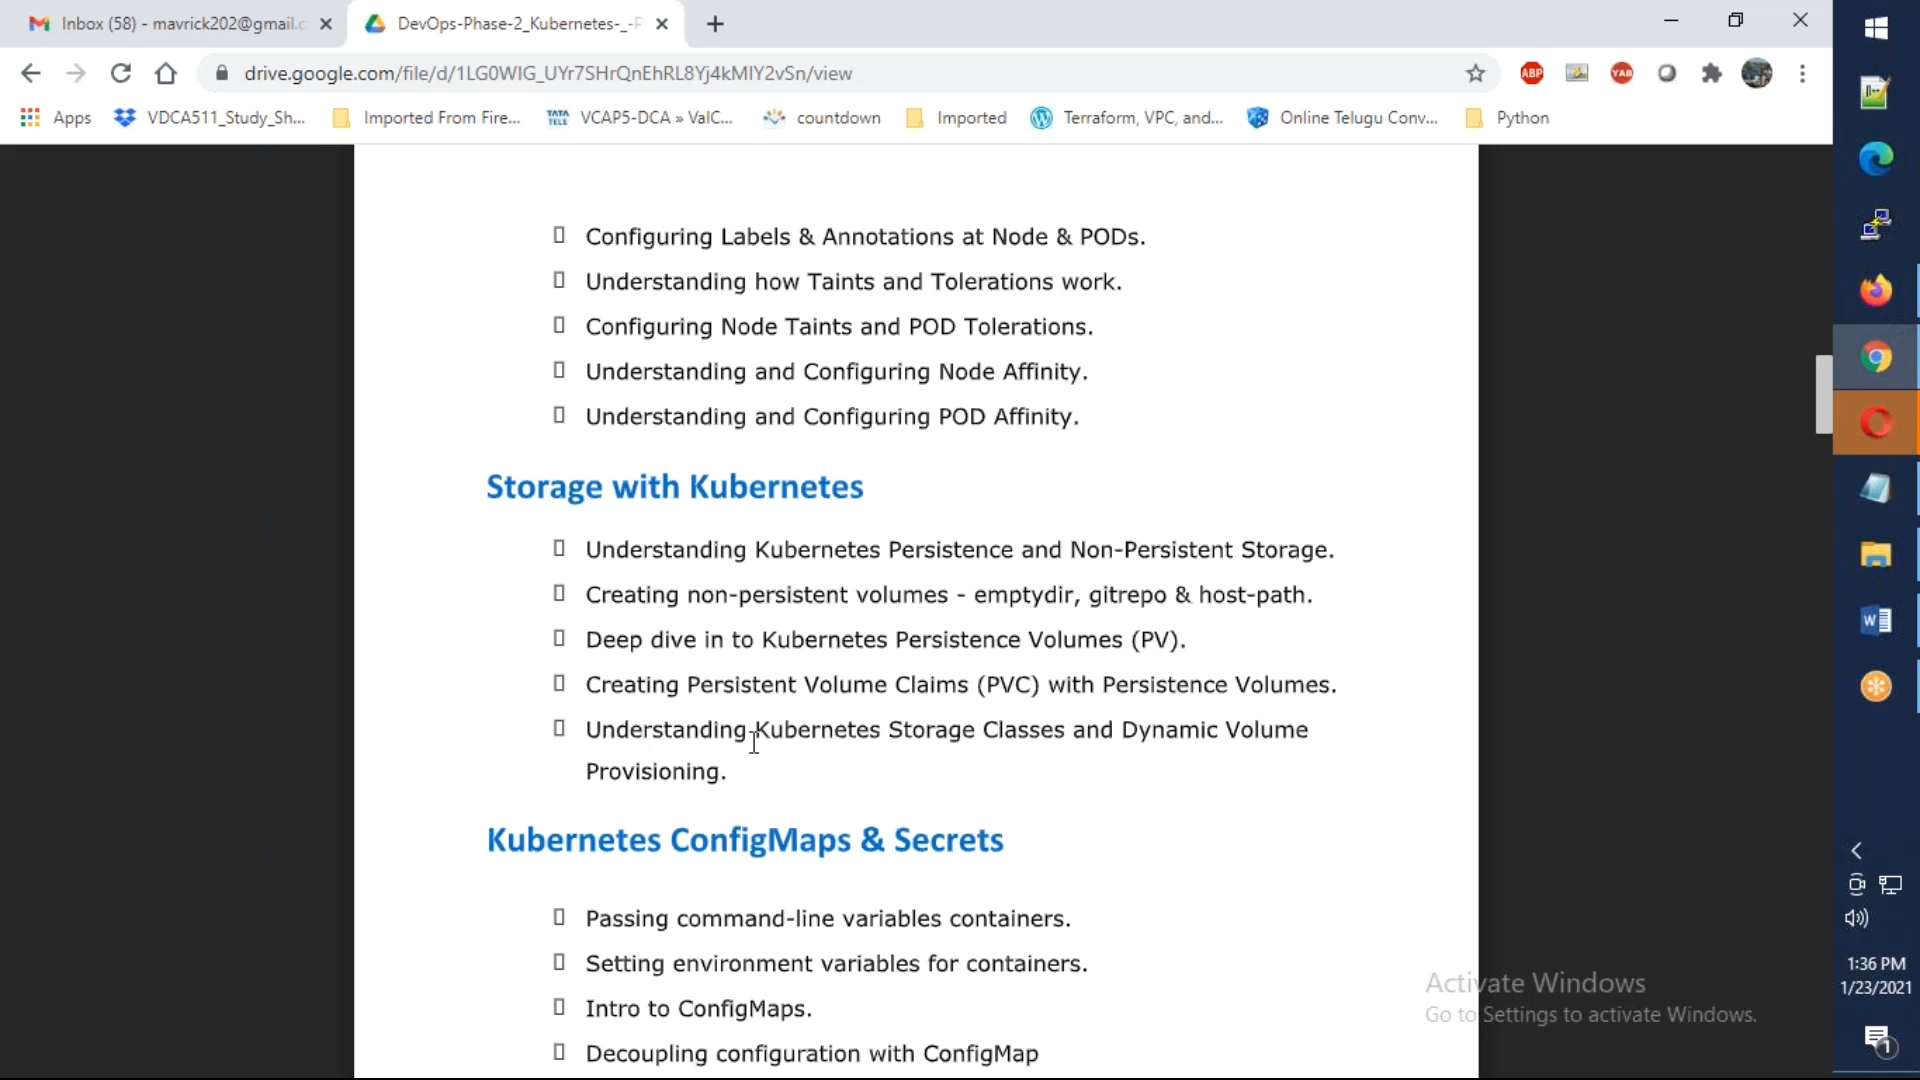 Inbox (58) - mavrick202@gmail.c
DevOps-Phase-2_Kubernetes-_-P
drive.google.com/file/d/1LG0WIG_UYr7SHrQnEhRL8Yj4kMIY2vSn/view
ABP
YAB
Apps
VDCA511_Study_Sh...
Imported From Fire...
TATA
TELE
VCAP5-DCA » ValC...
countdown
Imported
Terraform, VPC, and...
Online Telugu Conv...
Python
Configuring Labels & Annotations at Node & PODs.
Understanding how Taints and Tolerations work.
Configuring Node Taints and POD Tolerations.
Understanding and Configuring Node Affinity.
Understanding and Configuring POD Affinity.
Storage with Kubernetes
Understanding Kubernetes Persistence and Non-Persistent Storage.
Creating non-persistent volumes - emptydir, gitrepo & host-path.
Deep dive in to Kubernetes Persistence Volumes (PV).
Creating Persistent Volume Claims (PVC) with Persistence Volumes.
Understanding Kubernetes Storage Classes and Dynamic Volume
Provisioning.
Kubernetes ConfigMaps & Secrets
Passing command-line variables containers.
Setting environment variables for containers.
Intro to ConfigMaps.
Decoupling configuration with ConfigMap
Activate Windows
Go to Settings to activate Windows.
1:36 PM
1/23/2021
1